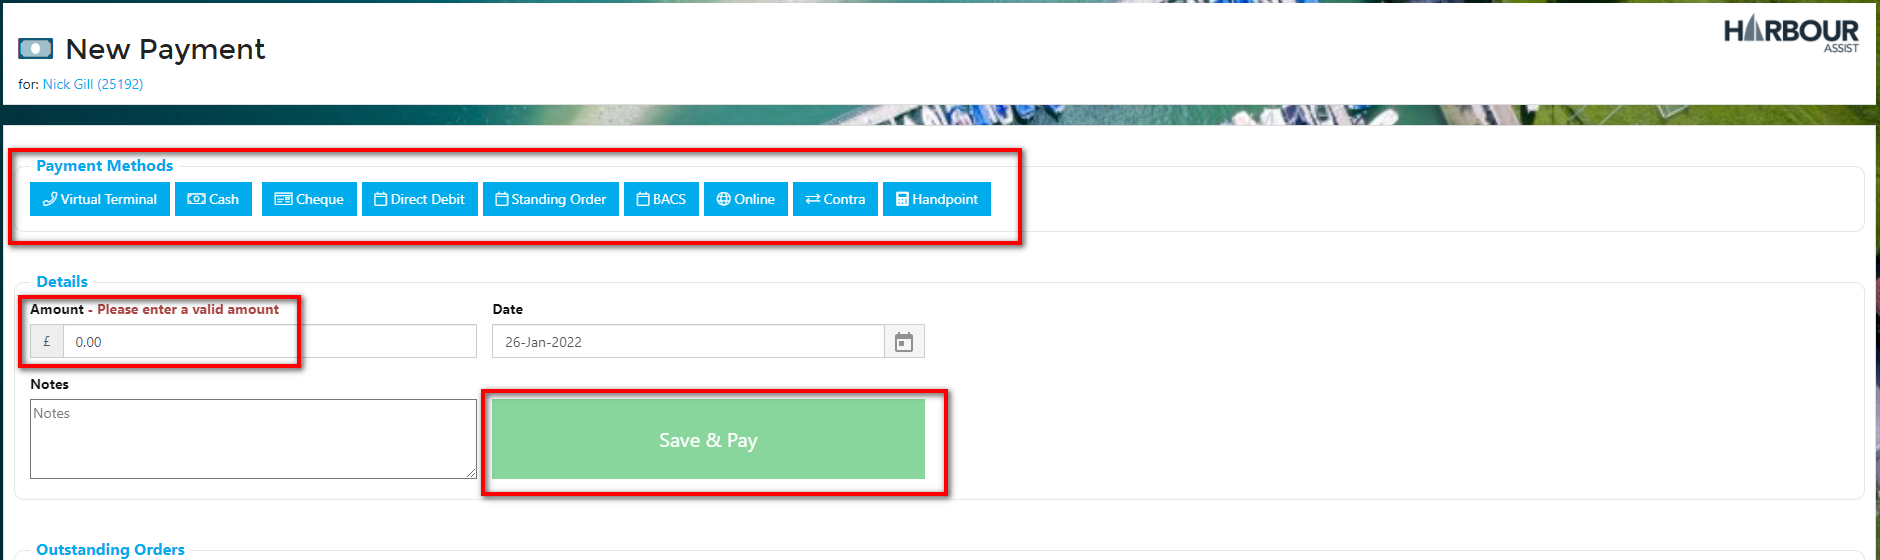 New Payment
HARBOUR
ASSIST
for: Nick Gill (25192)
Payment Methods
Virtual Terminal Cash Cheque Direct Debit Standing Order BACS Online Contra Handpoint
Details
Amount - Please enter a valid amount Date
£ 0.00 26-Jan-2022
Notes
Notes
Save & Pay
Outstanding Orders